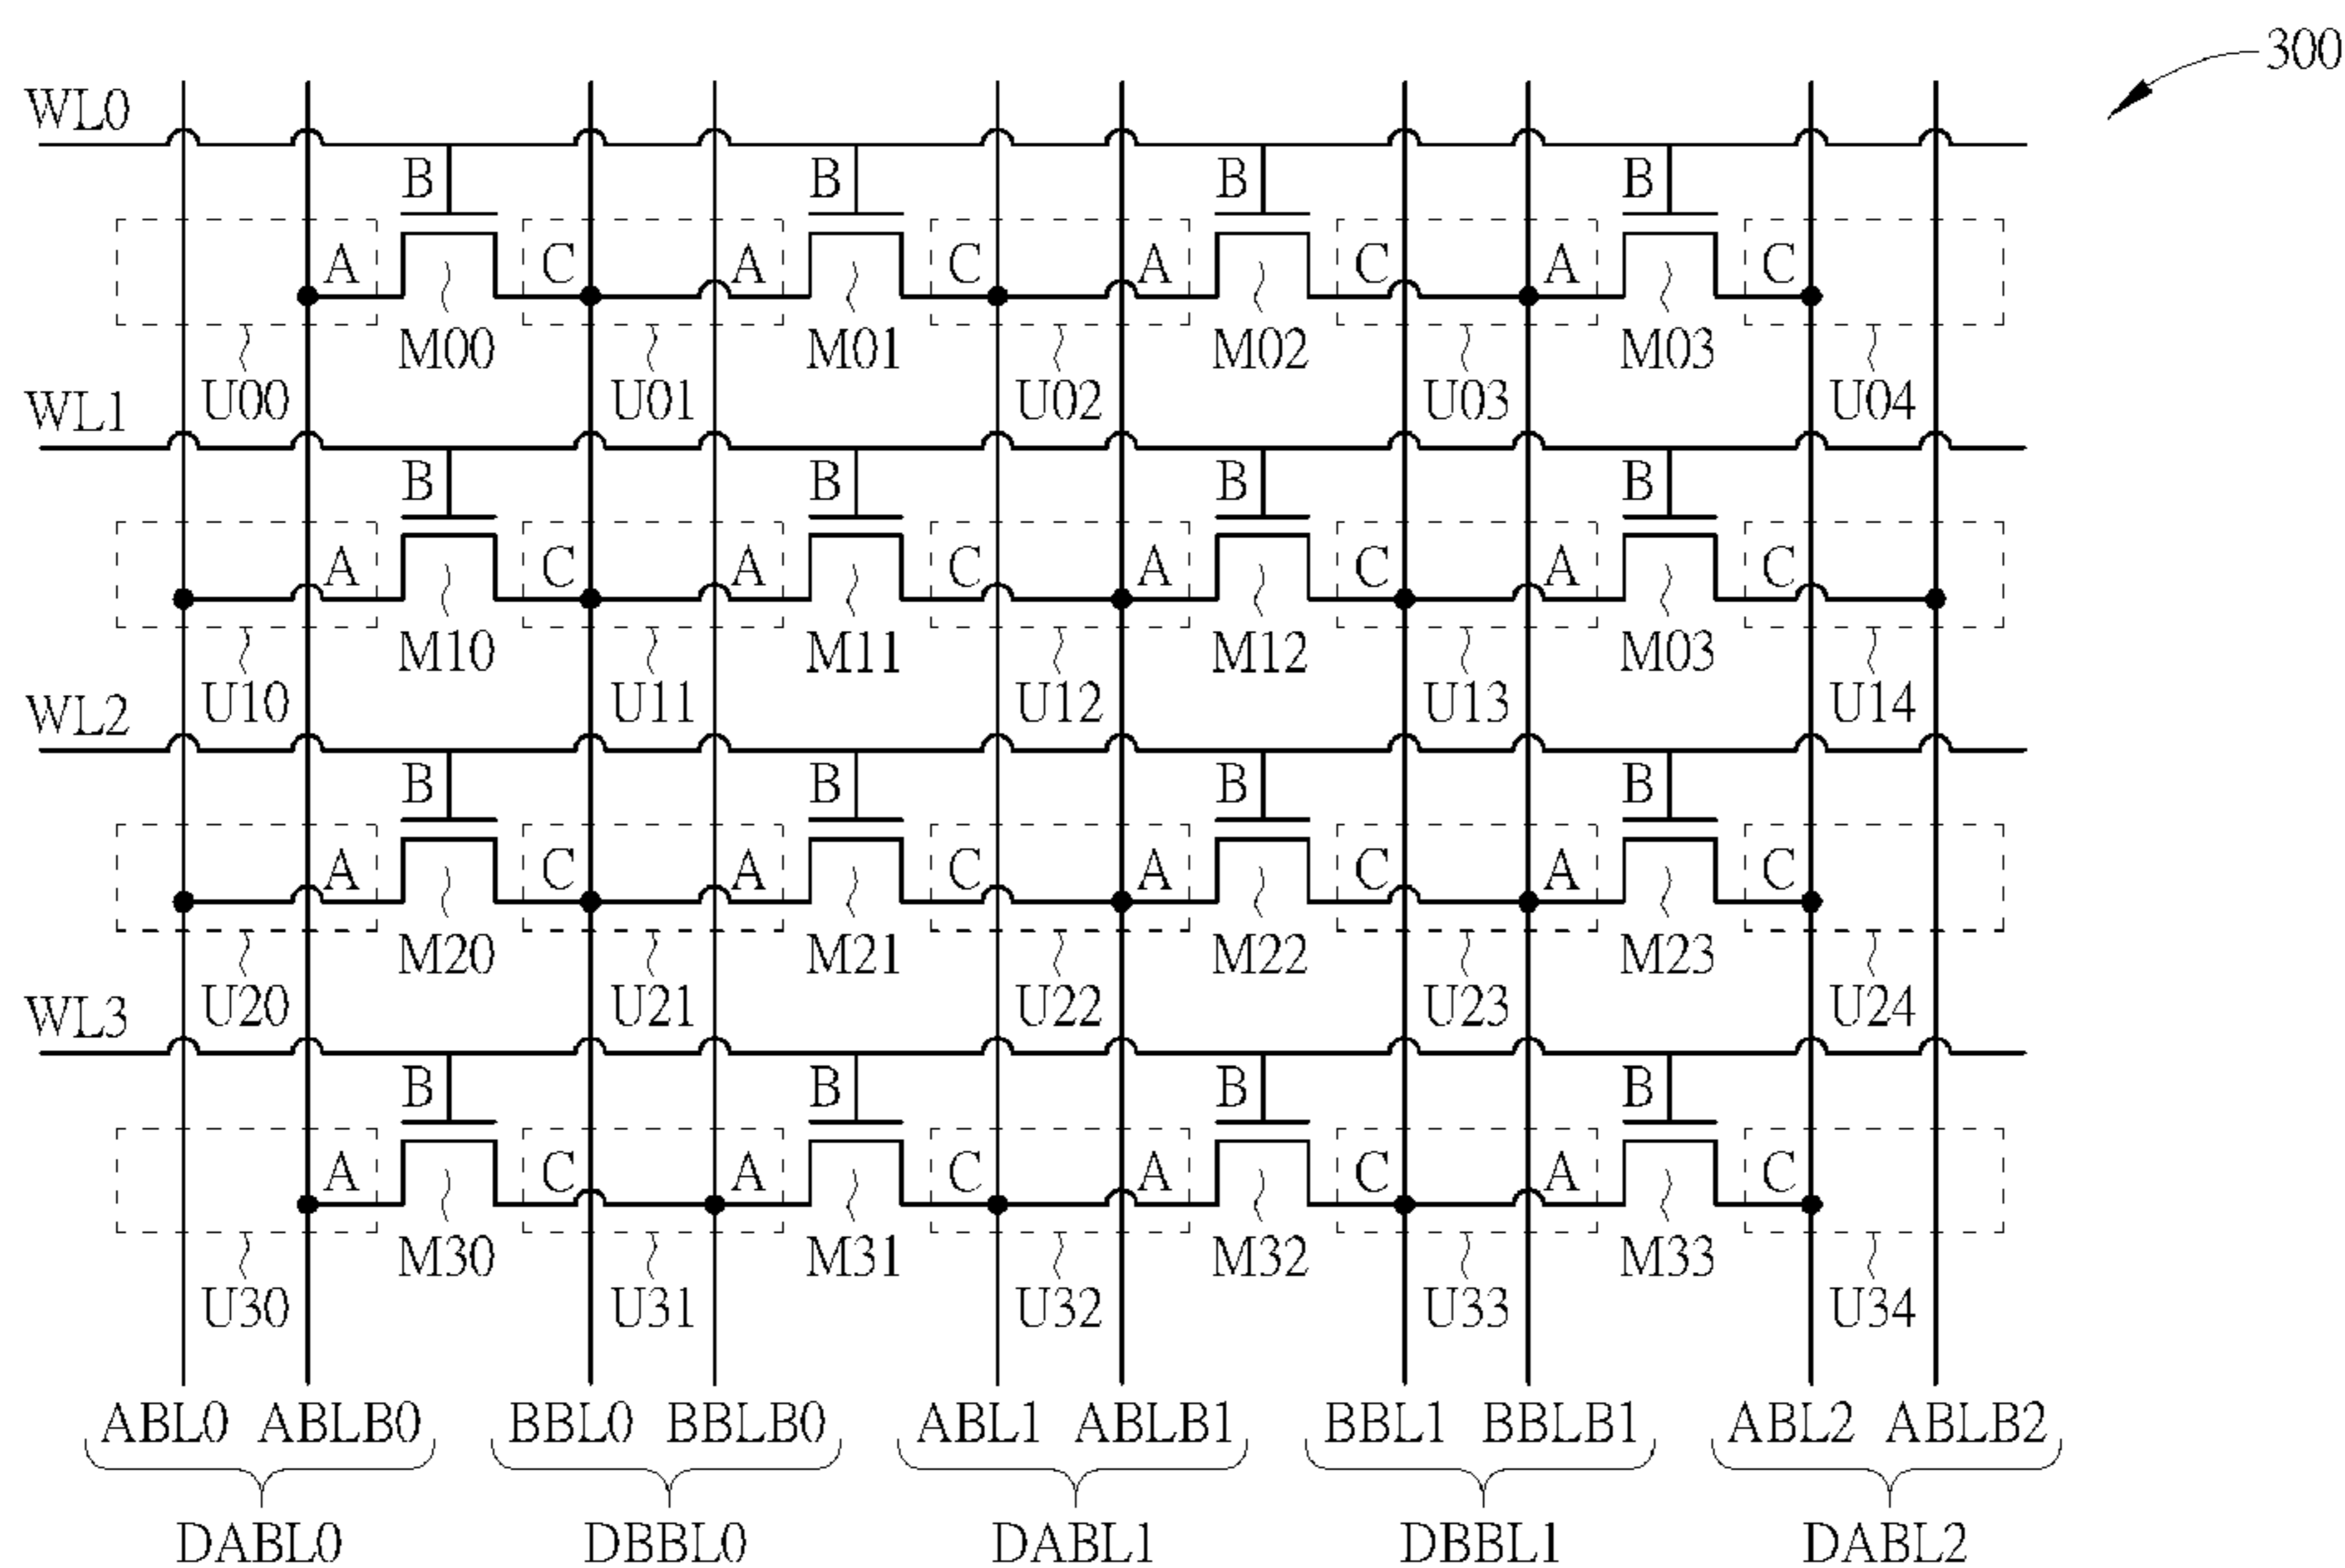 300
WL0
B B B B
A C A C A C A C
M00 M01 M02 M03
U00 U01 U02 U03 U04
WL1
B B B B
A C A C A C A C
M10 M11 M12 M03
U10 U11 U12 U13 U14
WL2
B B B B
A C A C A C A C
M20 M21 M22 M23
U20 U21 U22 U23 U24
WL3
B B B B
A C A C A C A C
M30 M31 M32 M33
U30 U31 U32 U33 U34
ABL0 ABLB0 BBL0 BBLB0 ABL1 ABLB1 BBL1 BBLB1 ABL2 ABLB2
DABL0 DBBL0 DABL1 DBBL1 DABL2